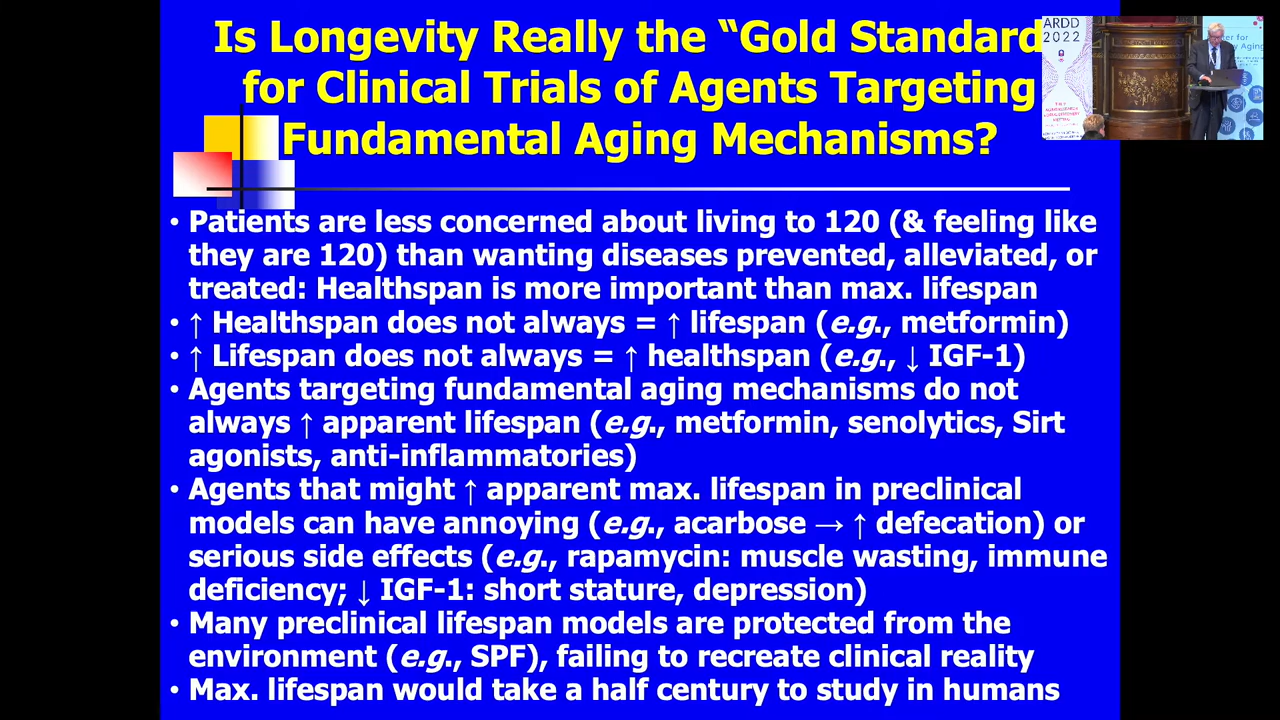 Is Longevity Really the “Gold Standard
for Clinical Trials of Agents Targeting
Fundamental Aging Mechanisms?
• Patients are less concerned about living to 120 (& feeling like
they are 120) than wanting diseases prevented, alleviated, or
treated: Healthspan is more important than max. lifespan
• ↑ Healthspan does not always = ↑ lifespan (e.g., metformin)
• ↑ Lifespan does not always = ↑ healthspan (e.g., ↓ IGF-1)
• Agents targeting fundamental aging mechanisms do not
always ↑ apparent lifespan (e.g., metformin, senolytics, Sirt
agonists, anti-inflammatories)
• Agents that might ↑ apparent max. lifespan in preclinical
models can have annoying (e.g., acarbose → ↑ defecation) or
serious side effects (e.g., rapamycin: muscle wasting, immune
deficiency; ↓ IGF-1: short stature, depression)
• Many preclinical lifespan models are protected from the
environment (e.g., SPF), failing to recreate clinical reality
• Max. lifespan would take a half century to study in humans
ARDD
2022